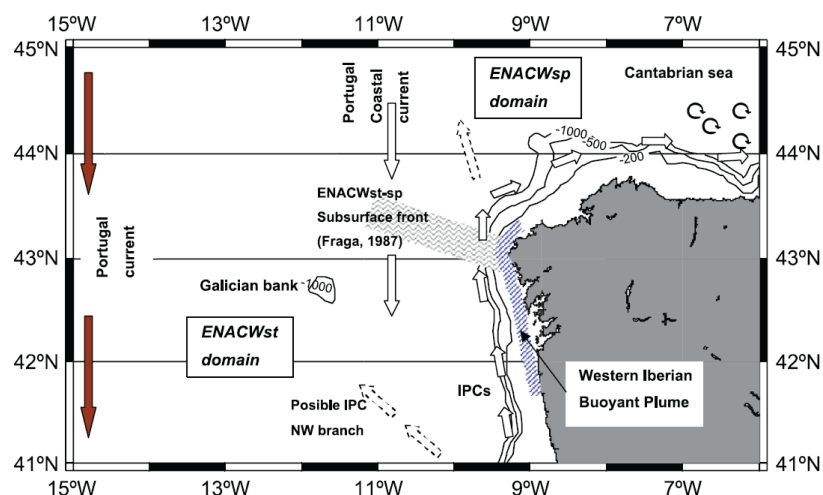 15ºW 13ºW 11ºW 9ºW 7ºW
45ºN 45ºN
ENACWsp
domain
Cantabrian sea
Portugal
Coastal
current
-1000
-500
-200
44ºN 44ºN
ENACWst-sp
Subsurface front
(Fraga, 1987)
43ºN 43ºN
Portugal
current
Galician bank
-1000
ENACWst
domain
42ºN 42ºN
Western Iberian
Buoyant Plume
IPCs
Posible IPC
NW branch
41ºN 41ºN
15ºW 13ºW 11ºW 9ºW 7ºW